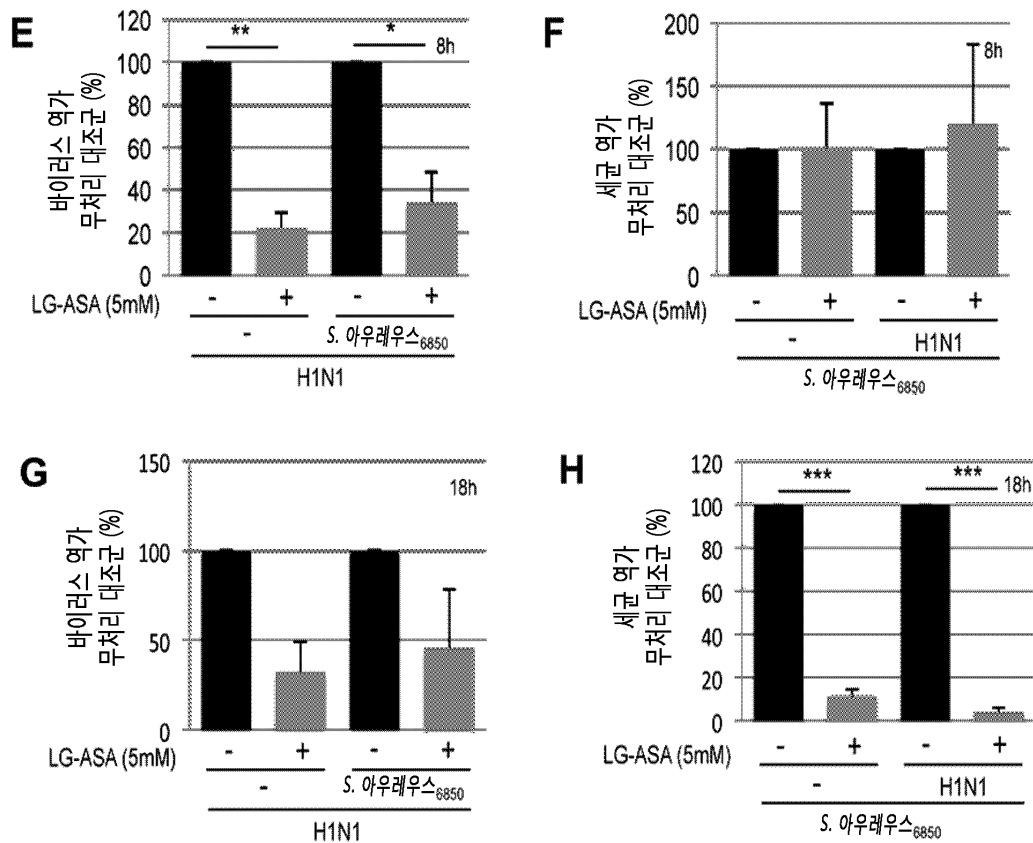 E
**
*
8h
120
100
80
60
40
20
0
바이러스 역가
무처리 대조군 (%)
LG-ASA (5mM)
- + - +
- S. 아우레우스6850
H1N1
F
8h
200
150
100
50
0
세균 역가
무처리 대조군 (%)
LG-ASA (5mM)
- + - +
- H1N1
S. 아우레우스6850
G
18h
150
100
50
0
바이러스 역가
무처리 대조군 (%)
LG-ASA (5mM)
- + - +
- S. 아우레우스6850
H1N1
H
***
***
18h
120
100
80
60
40
20
0
세균 역가
무처리 대조군 (%)
LG-ASA (5mM)
- + - +
- H1N1
S. 아우레우스6850